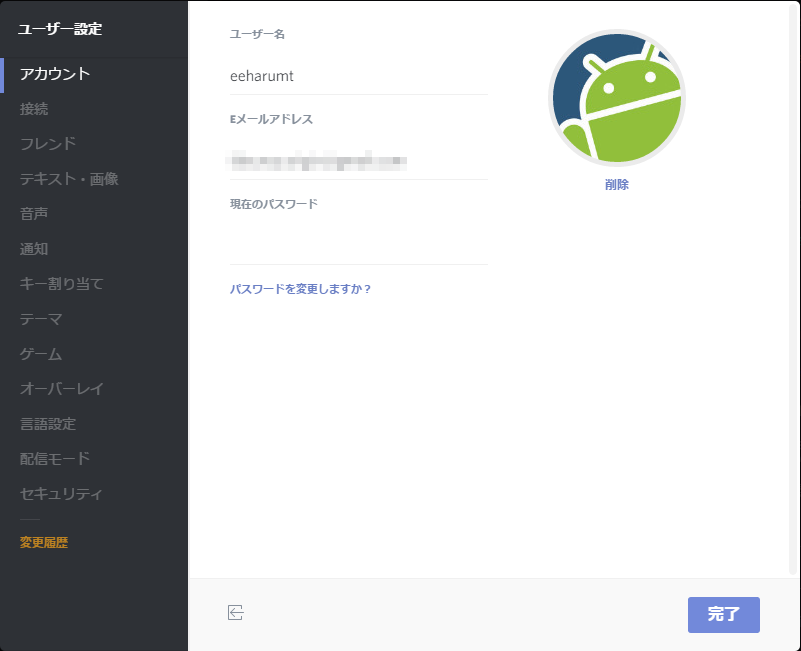 ユーザー設定
アカウント
接続
フレンド
テキスト・画像
音声
通知
キー割り当て
テーマ
ゲーム
オーバーレイ
言語設定
配信モード
セキュリティ
変更履歴
ユーザー名
eeharumt
Eメールアドレス
現在のパスワード
パスワードを変更しますか？
削除
完了